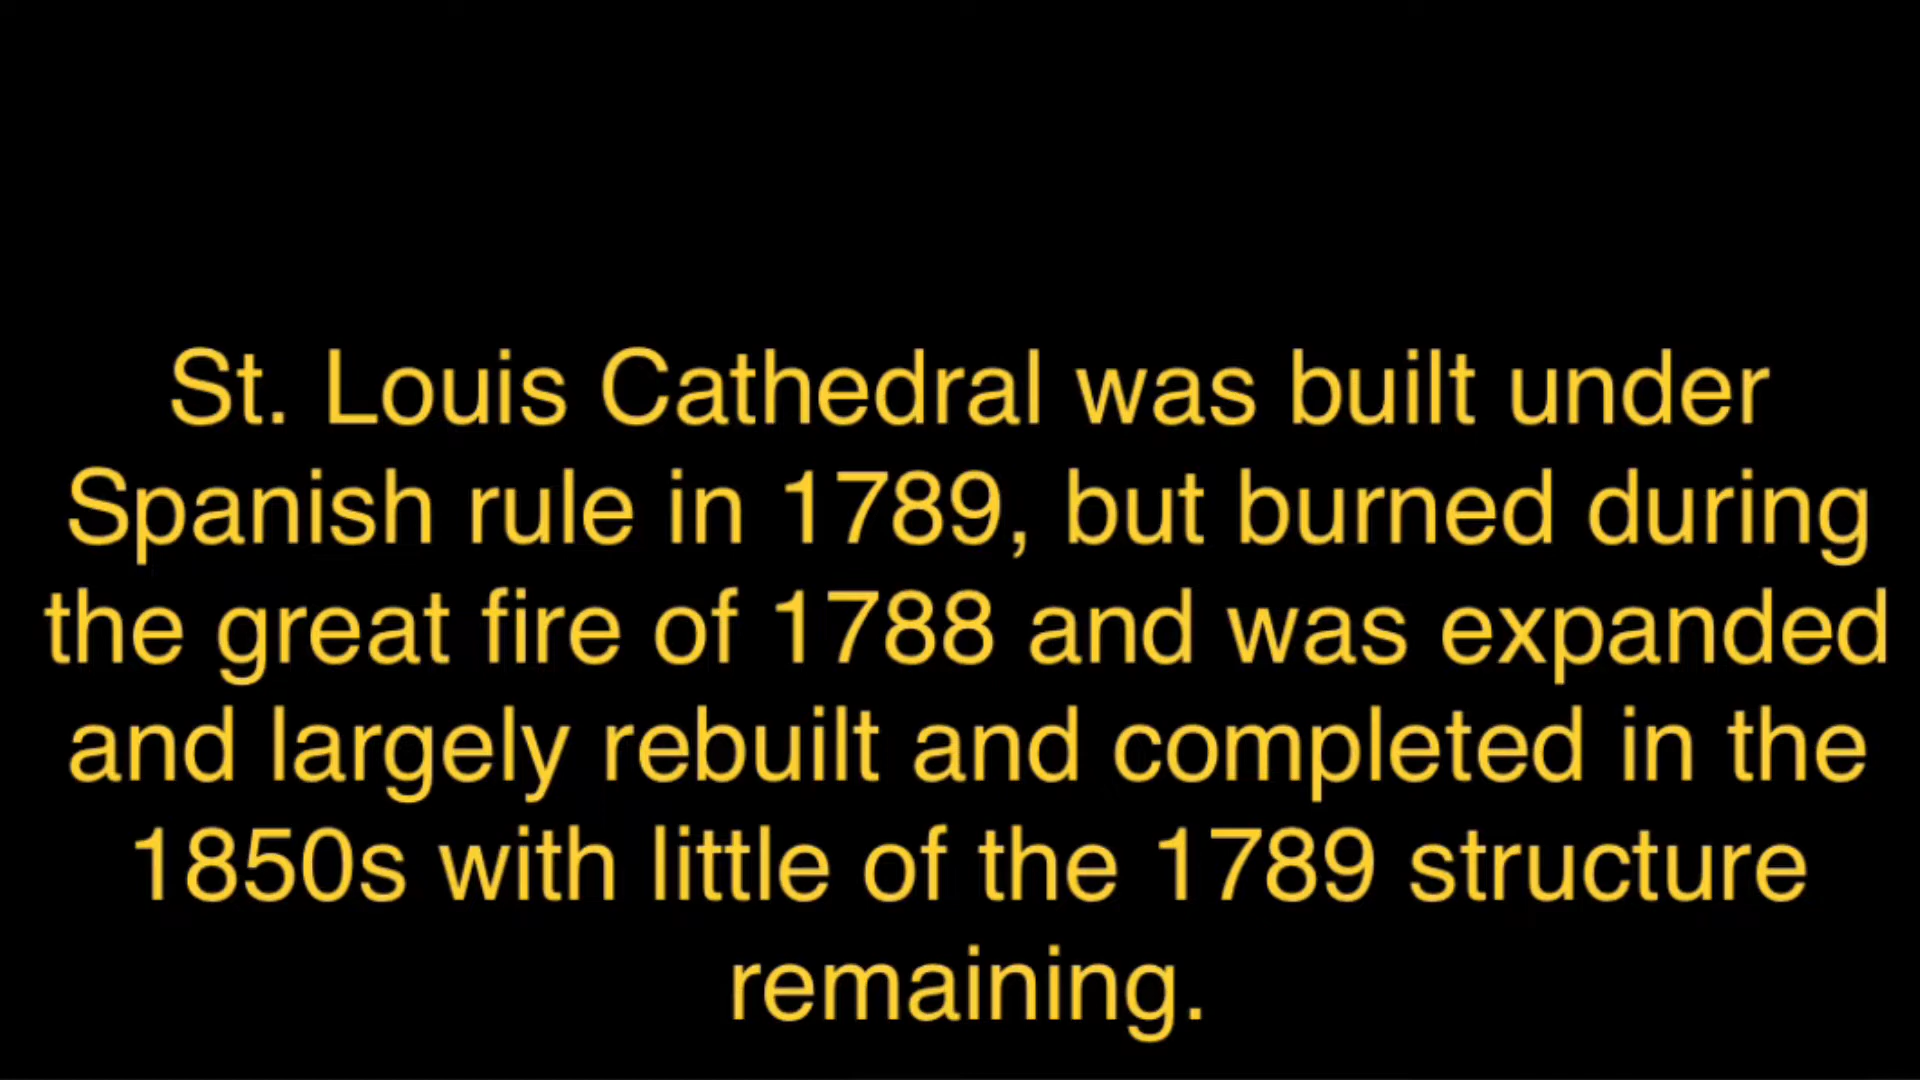 St. Louis Cathedral was built under
Spanish rule in 1789, but burned during
the great fire of 1788 and was expanded
and largely rebuilt and completed in the
1850s with little of the 1789 structure
remaining.